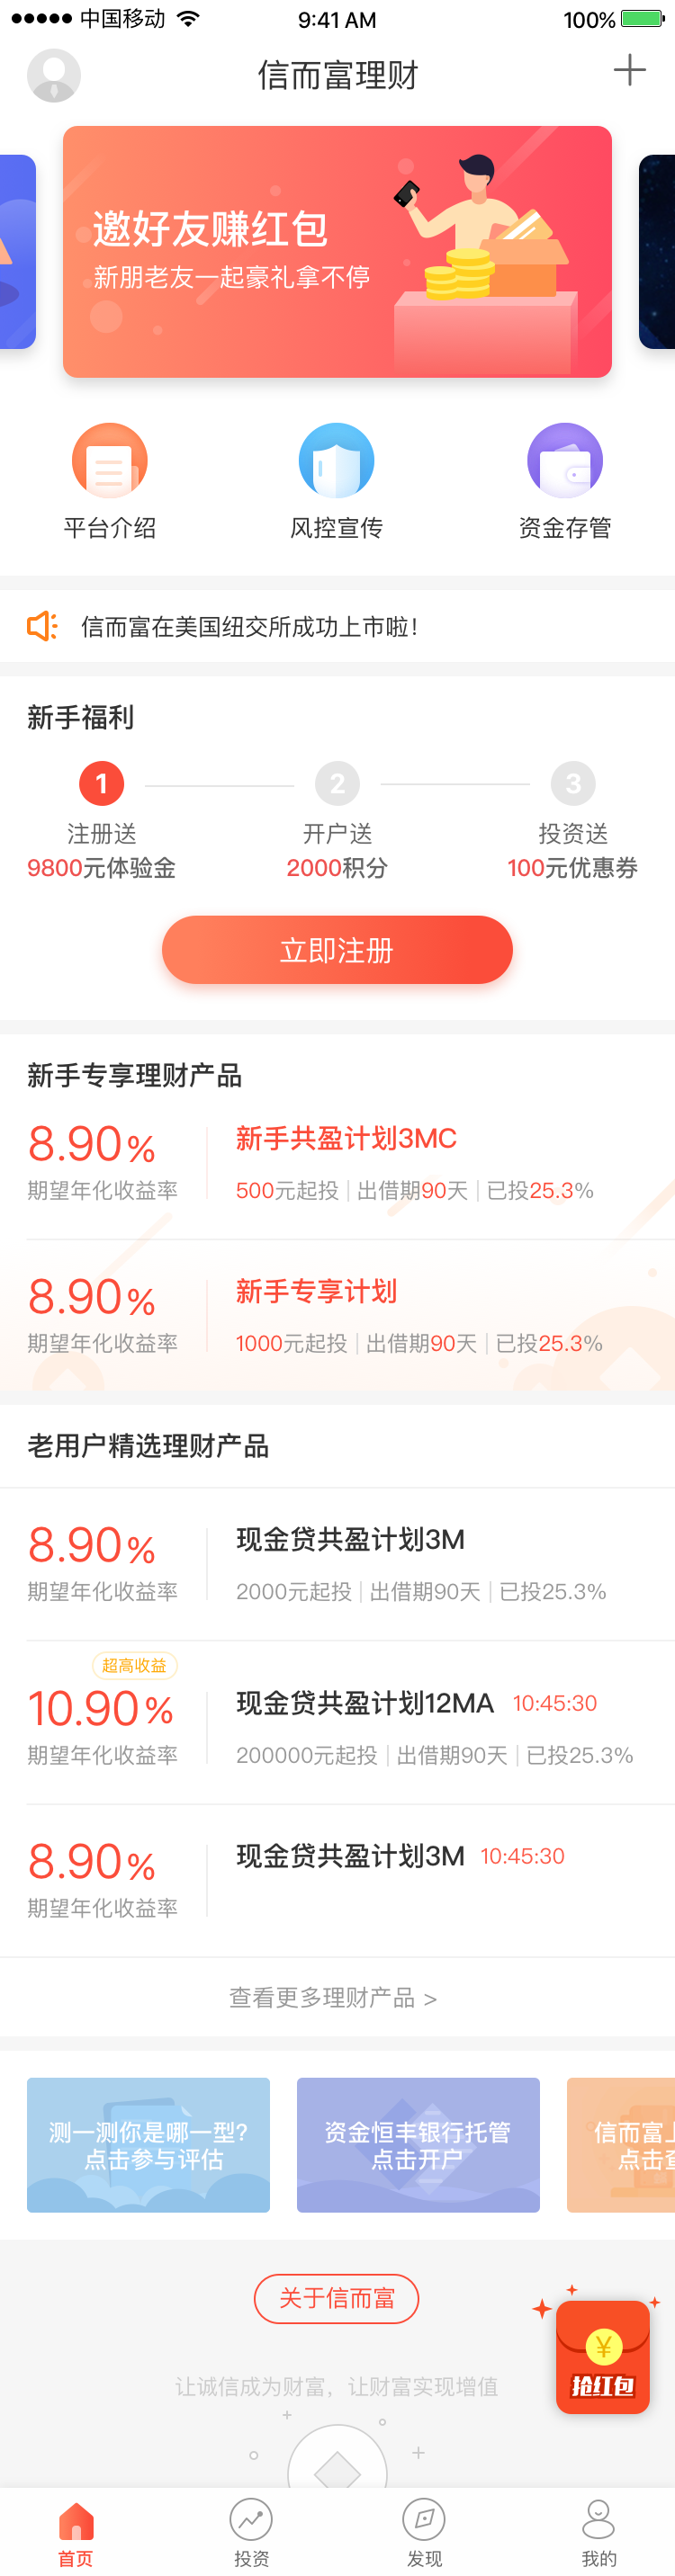 中国移动 9:41 AM 100%
信而富理财
邀好友赚红包
新朋老友一起豪礼拿不停
平台介绍 风控宣传 资金存管
信而富在美国纽交所成功上市啦！
新手福利
1 2 3
注册送 开户送 投资送
9800元体验金 2000积分 100元优惠券
立即注册
新手专享理财产品
8.90% 新手共盈计划3MC
期望年化收益率 500元起投 | 出借期90天 | 已投25.3%
8.90% 新手专享计划
期望年化收益率 1000元起投 | 出借期90天 | 已投25.3%
老用户精选理财产品
8.90% 现金贷共盈计划3M
期望年化收益率 2000元起投 | 出借期90天 | 已投25.3%
超高收益
10.90% 现金贷共盈计划12MA 10:45:30
期望年化收益率 200000元起投 | 出借期90天 | 已投25.3%
8.90% 现金贷共盈计划3M 10:45:30
期望年化收益率
查看更多理财产品 >
测一测你是哪一型? 资金恒丰银行托管 信而富上
点击参与评估 点击开户 点击查
关于信而富
¥
抢红包
让诚信成为财富，让财富实现增值
首页 投资 发现 我的